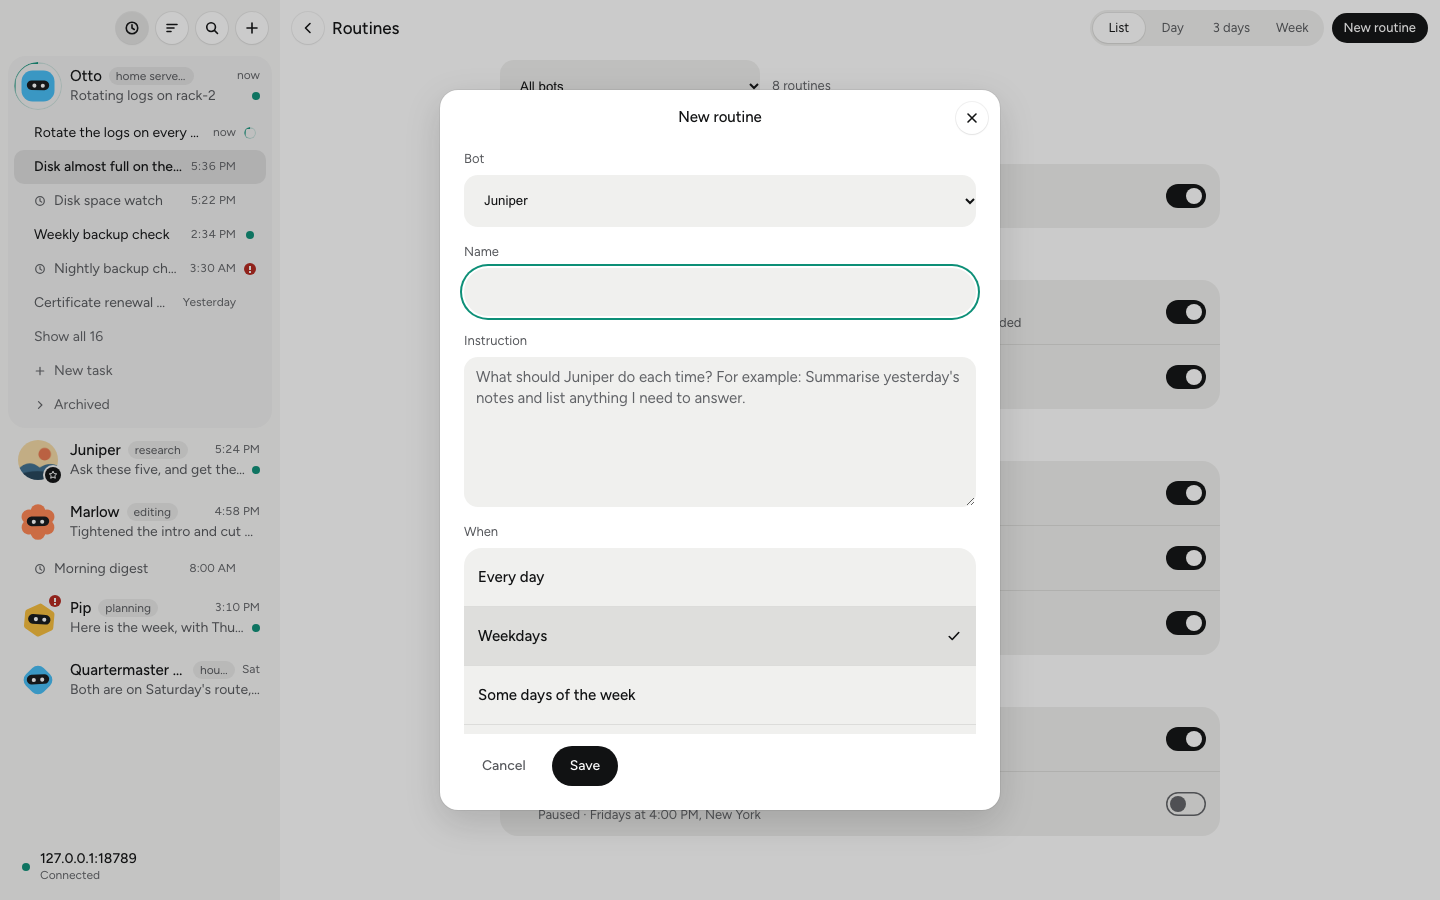 Routines
List
Day
3 days
Week
New routine
Otto
home serve...
now
Rotating logs on rack-2
Rotate the logs on every ...
now
Disk almost full on the...
5:36 PM
Disk space watch
5:22 PM
Weekly backup check
2:34 PM
Nightly backup ch...
3:30 AM
Certificate renewal ...
Yesterday
Show all 16
New task
Archived
Juniper
research
5:24 PM
Ask these five, and get the...
Marlow
editing
4:58 PM
Tightened the intro and cut ...
Morning digest
8:00 AM
Pip
planning
3:10 PM
Here is the week, with Thu...
Quartermaster ...
hou...
Sat
Both are on Saturday's route,...
127.0.0.1:18789
Connected
All bots
8 routines
New routine
Bot
Juniper
Name
Instruction
What should Juniper do each time? For example: Summarise yesterday's
notes and list anything I need to answer.
When
Every day
Weekdays
Some days of the week
Cancel
Save
ded
Paused · Fridays at 4:00 PM, New York